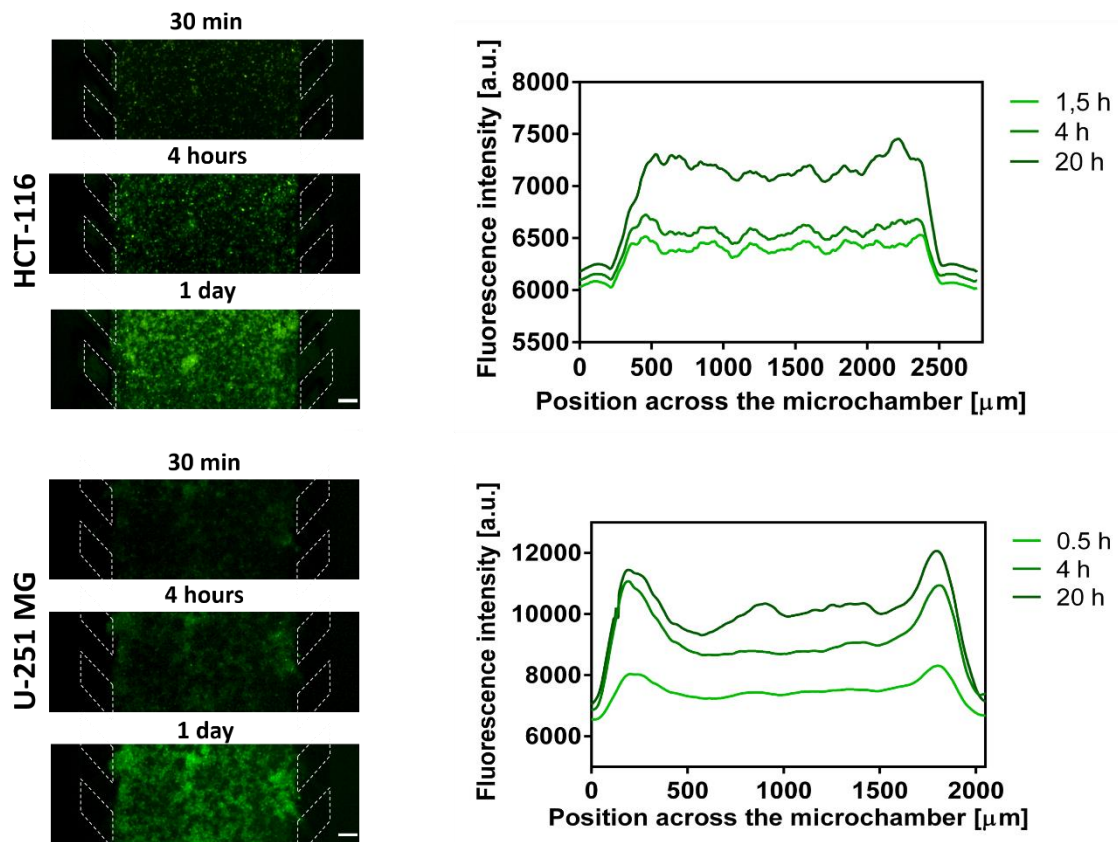 HCT-116
30 min
4 hours
1 day
Fluorescence intensity [a.u.]
8000
7500
7000
6500
6000
5500
0 500 1000 1500 2000 2500
Position across the microchamber [μm]
1,5 h
4 h
20 h
U-251 MG
30 min
4 hours
1 day
Fluorescence intensity [a.u.]
12000
10000
8000
6000
0 500 1000 1500 2000
Position across the microchamber [μm]
0.5 h
4 h
20 h